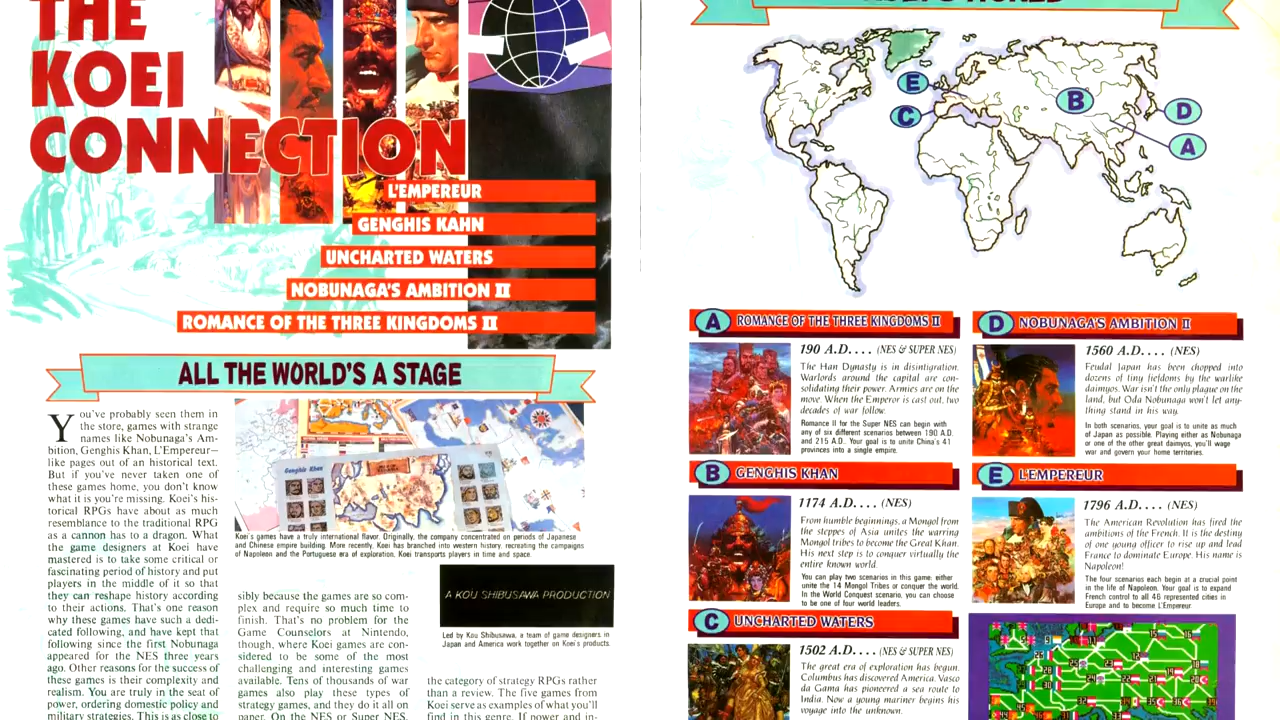 THE
KOEI
CONNECTION
L'EMPEREUR
GENGHIS KAHN
UNCHARTED WATERS
NOBUNAGA'S AMBITION II
ROMANCE OF THE THREE KINGDOMS II
ALL THE WORLD'S A STAGE
You've probably seen them in
the store, games with strange
names like Nobunaga's Am-
bition, Genghis Khan, L'Empereur—
like pages out of an historical text.
But if you've never taken one of
these games home, you don't know
what it is you're missing. Koei's his-
torical RPGs have about as much
resemblance to the traditional RPG
as a cannon has to a dragon. What
the game designers at Koei have
mastered is to take some critical or
fascinating period of history and put
players in the middle of it so that
they can reshape history according
to their actions. That's one reason
why these games have such a dedi-
cated following, and have kept that
following since the first Nobunaga
appeared for the NES three years
ago. Other reasons for the success of
these games is their complexity and
realism. You are truly in the seat of
power, ordering domestic policy and
military strategies. This is as close to
Genghis Khan
Koei's games have a truly international flavor. Originally, the company concentrated on periods of Japanese
and Chinese empire building. More recently, Koei has branched into western history, recreating the campaigns
of Napoleon and the Portuguese era of exploration. Koei transports players in time and space.
sibly because the games are so com-
plex and require so much time to
finish. That's no problem for the
Game Counselors at Nintendo,
though, where Koei games are con-
sidered to be some of the most
challenging and interesting games
available. Tens of thousands of war
games also play these types of
strategy games, and they do it all on
paper. On the NES or Super NES,
A KOU SHIBUSAWA PRODUCTION
Led by Kou Shibusawa, a team of game designers in
Japan and America work together on Koei's products.
the category of strategy RPGs rather
than a review. The five games from
Koei serve as examples of what you'll
find in this genre. If power and in-
E
C
B
D
A
A ROMANCE OF THE THREE KINGDOMS II
190 A.D.... (NES & SUPER NES)
The Han Dynasty is in disintigration.
Warlords around the capital are con-
solidating their power. Armies are on the
move. When the Emperor is cast out, two
decades of war follow.
Romance II for the Super NES can begin with
any of six different scenarios between 190 A.D.
and 215 A.D.. Your goal is to unite China's 41
provinces into a single empire.
B GENGHIS KHAN
1174 A.D.... (NES)
From humble beginnings, a Mongol from
the steppes of Asia unites the warring
Mongol tribes to become the Great Khan.
His next step is to conquer virtually the
entire known world.
You can play two scenarios in this game: either
unite the 14 Mongol Tribes or conquer the world.
In the World Conquest scenario, you can choose
to be one of four world leaders.
C UNCHARTED WATERS
1502 A.D.... (NES & SUPER NES)
The great era of exploration has begun.
Columbus has discovered America. Vasco
da Gama has pioneered a sea route to
India. Now a young mariner begins his
voyage into the unknown.
D NOBUNAGA'S AMBITION II
1560 A.D.... (NES)
Feudal Japan has been chopped into
dozens of tiny fiefdoms by the warlike
daimyos. War isn't the only plague on the
land, but Oda Nobunaga won't let any-
thing stand in his way.
In both scenarios, your goal is to unite as much
of Japan as possible. Playing either as Nobunaga
or one of the other great daimyos, you'll wage
war and govern your home territories.
E L'EMPEREUR
1796 A.D.... (NES)
The American Revolution has fired the
ambitions of the French. It is the destiny
of one young officer to rise up and lead
France to dominate Europe. His name is
Napoleon!
The four scenarios each begin at a crucial point
in the life of Napoleon. Your goal is to expand
French control to all 46 represented cities in
Europe and to become L'Empereur.